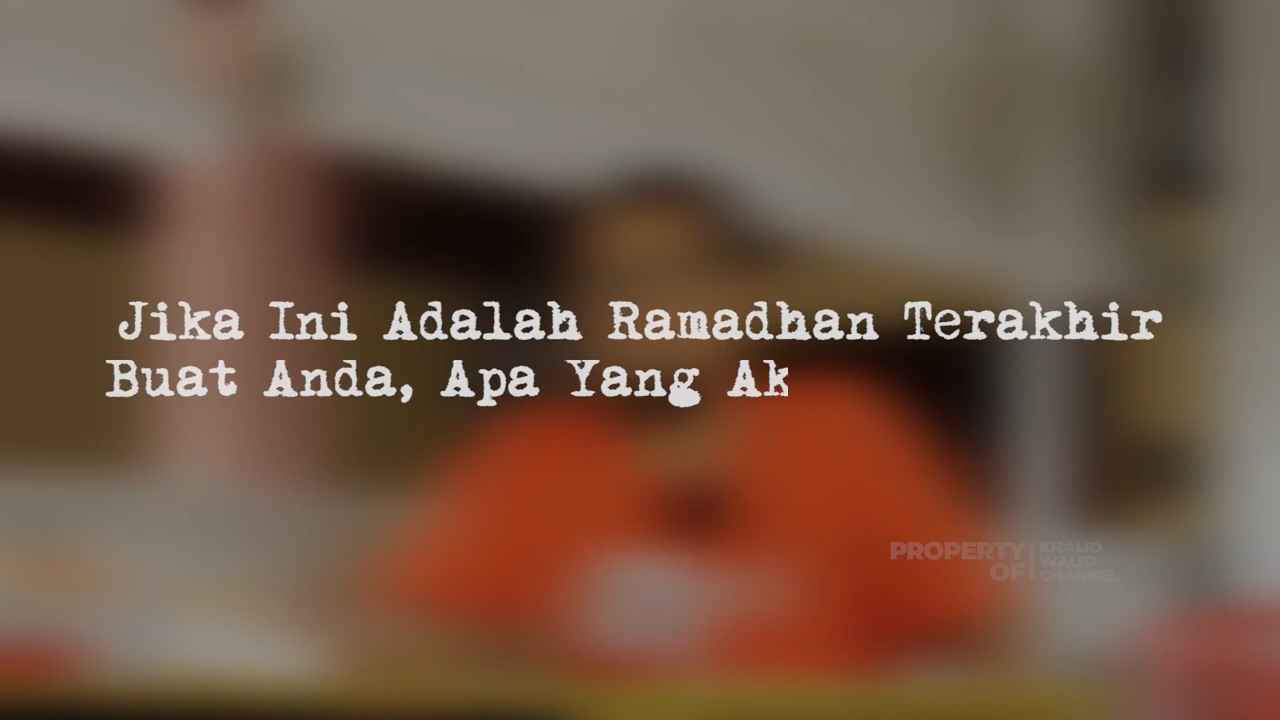 Jika Ini Adalah Ramadhan Terakhir
Buat Anda, Apa Yang Ak
PROPERTY OF
KHALID WALID CHANNEL